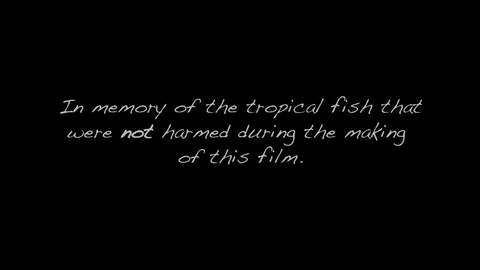 In memory of the tropical fish that
were not harmed during the making
of this film.